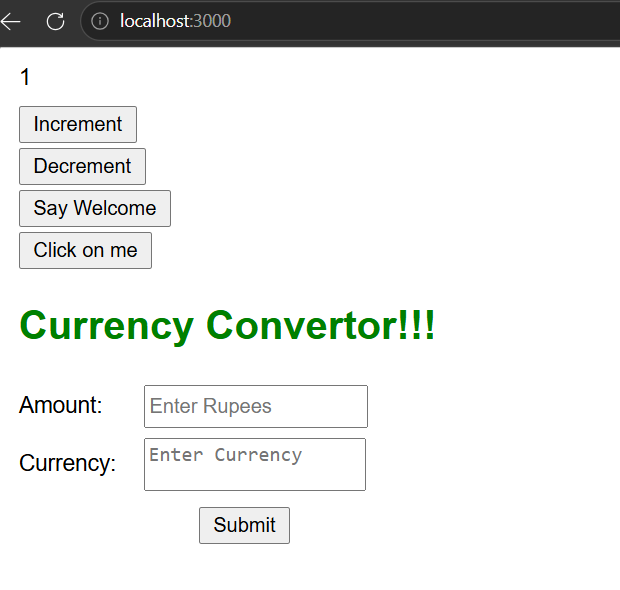 localhost:3000
1
Increment
Decrement
Say Welcome
Click on me
Currency Convertor!!!
Amount: Enter Rupees
Currency: Enter Currency
Submit